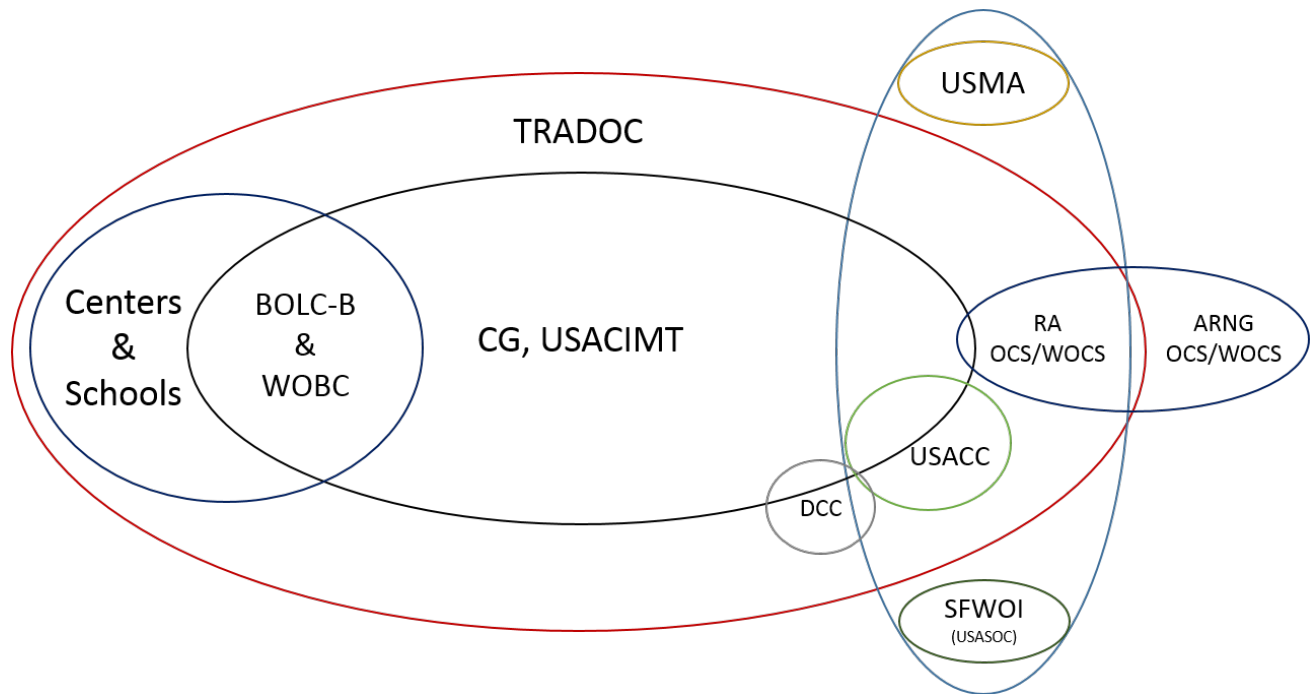 USMA
TRADOC
Centers
&
Schools
BOLC-B
&
WOBC
CG, USACIMT
RA
OCS/WOCS
ARNG
OCS/WOCS
USACC
DCC
SFWOI
(USASOC)